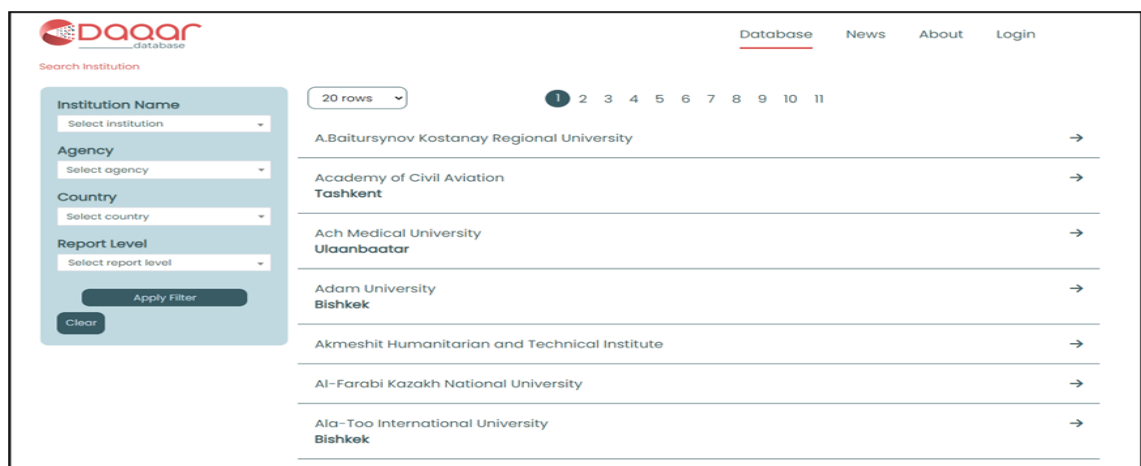 DAQAR
database
Database News About Login
Search Institution
Institution Name
Select institution
Agency
Select agency
Country
Select country
Report Level
Select report level
Apply Filter
Clear
20 rows
1 2 3 4 5 6 7 8 9 10 11
A.Baitursynov Kostanay Regional University
Academy of Civil Aviation
Tashkent
Ach Medical University
Ulaanbaatar
Adam University
Bishkek
Akmeshit Humanitarian and Technical Institute
Al-Farabi Kazakh National University
Ala-Too International University
Bishkek